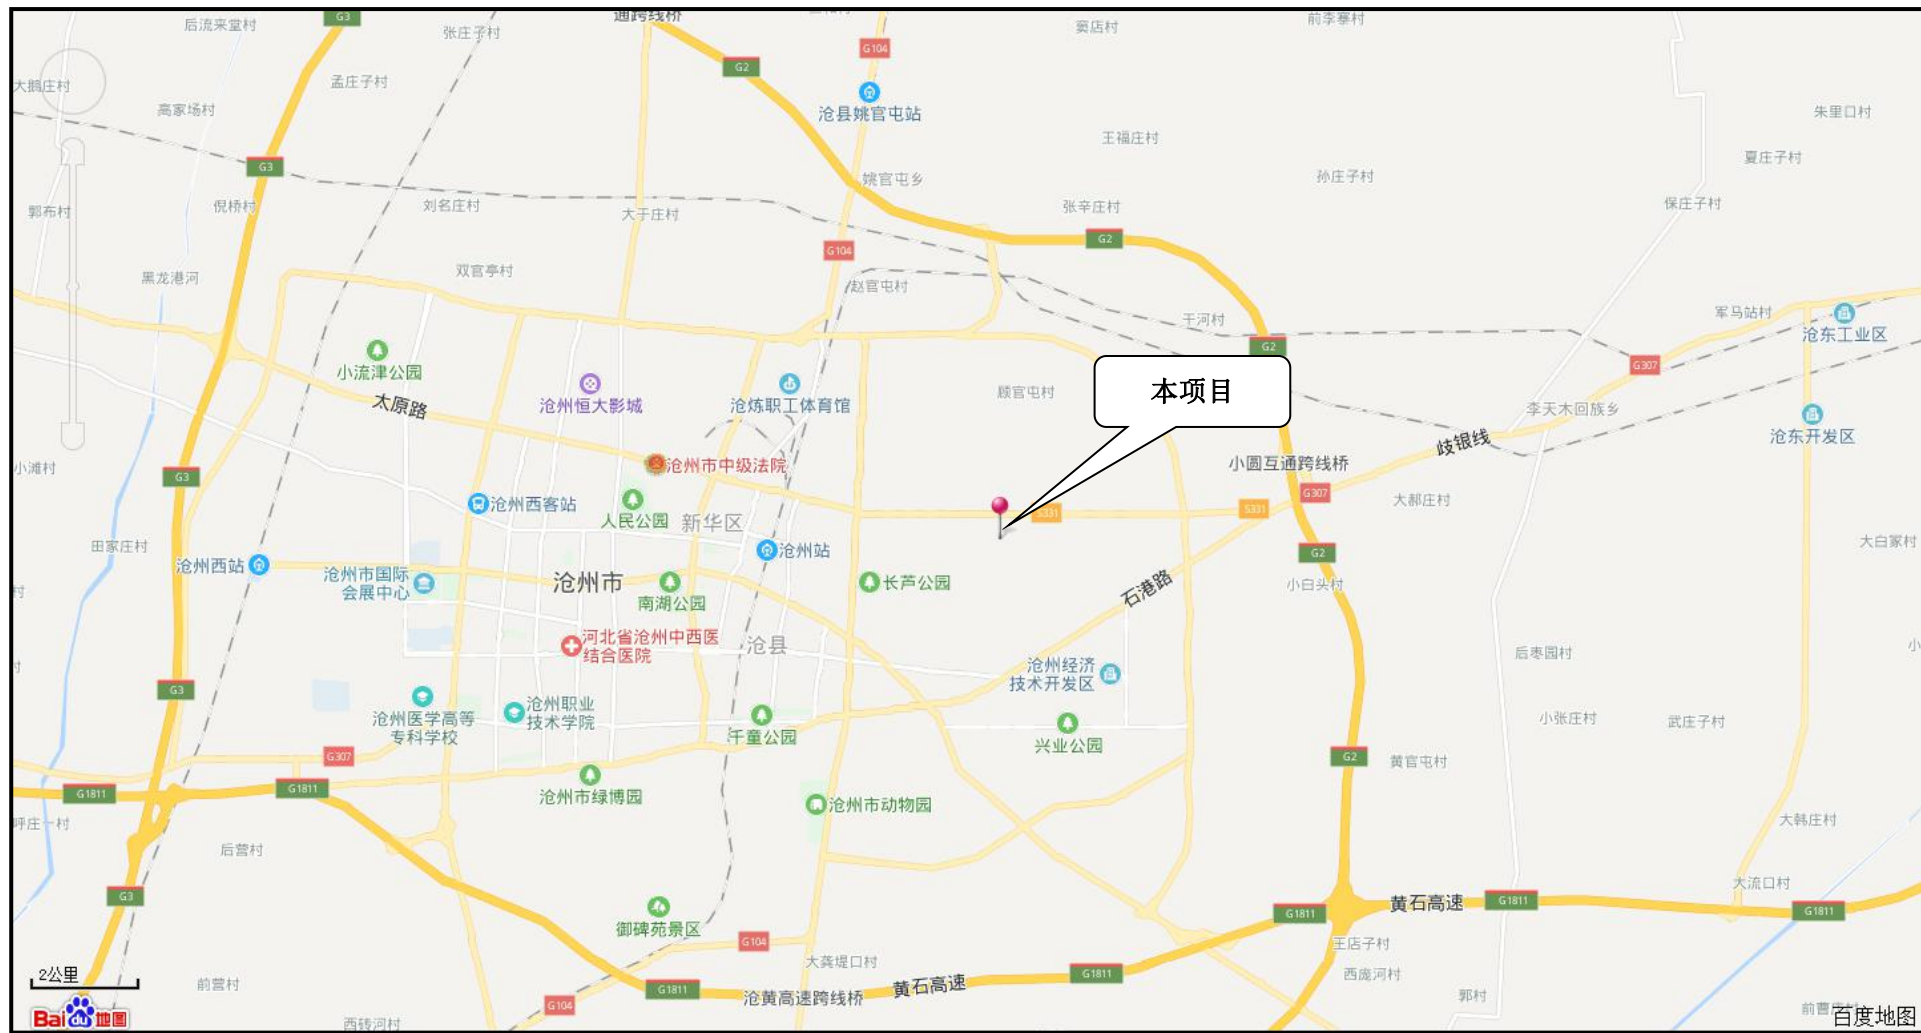 后流来堂村
G3
张庄子村
通跨线桥
窦店村
前李寨村
G104
G2
大鹅庄村
孟庄子村
高家场村
沧县姚官屯站
王福庄村
朱里口村
夏庄子村
G3
姚官屯乡
孙庄子村
郭布村
倪桥村
刘名庄村
大于庄村
张辛庄村
保庄子村
G104
G2
黑龙港河
双官亭村
赵官屯村
干河村
军马站村
沧东工业区
G2
小流津公园
G307
沧州恒大影城
沧炼职工体育馆
顾官屯村
本项目
太原路
李天木回族乡
沧东开发区
歧银线
小滩村
G3
沧州市中级法院
小圆互通跨线桥
G307
大郝庄村
沧州西客站
人民公园
新华区
S331
S331
田家庄村
沧州站
G2
大白冢村
沧州西站
沧州市国际
会展中心
沧州市
南湖公园
长芦公园
石港路
小白头村
村
河北省沧州中西医
结合医院
沧县
后枣园村
小
村
沧州经济
技术开发区
G3
沧州医学高等
专科学校
沧州职业
技术学院
千童公园
兴业公园
小张庄村
武庄子村
G307
G2
黄官屯村
G1811
G1811
沧州市绿博园
沧州市动物园
呼庄一村
大韩庄村
后营村
G3
大流口村
御碑苑景区
G1811
黄石高速
G1811
G1811
G104
王店子村
大龚堤口村
2公里
前营村
G1811
沧黄高速跨线桥
黄石高速
G1811
西庞河村
郭村
G104
Bai du 地图
西砖河村
前曹庄村
百度地图